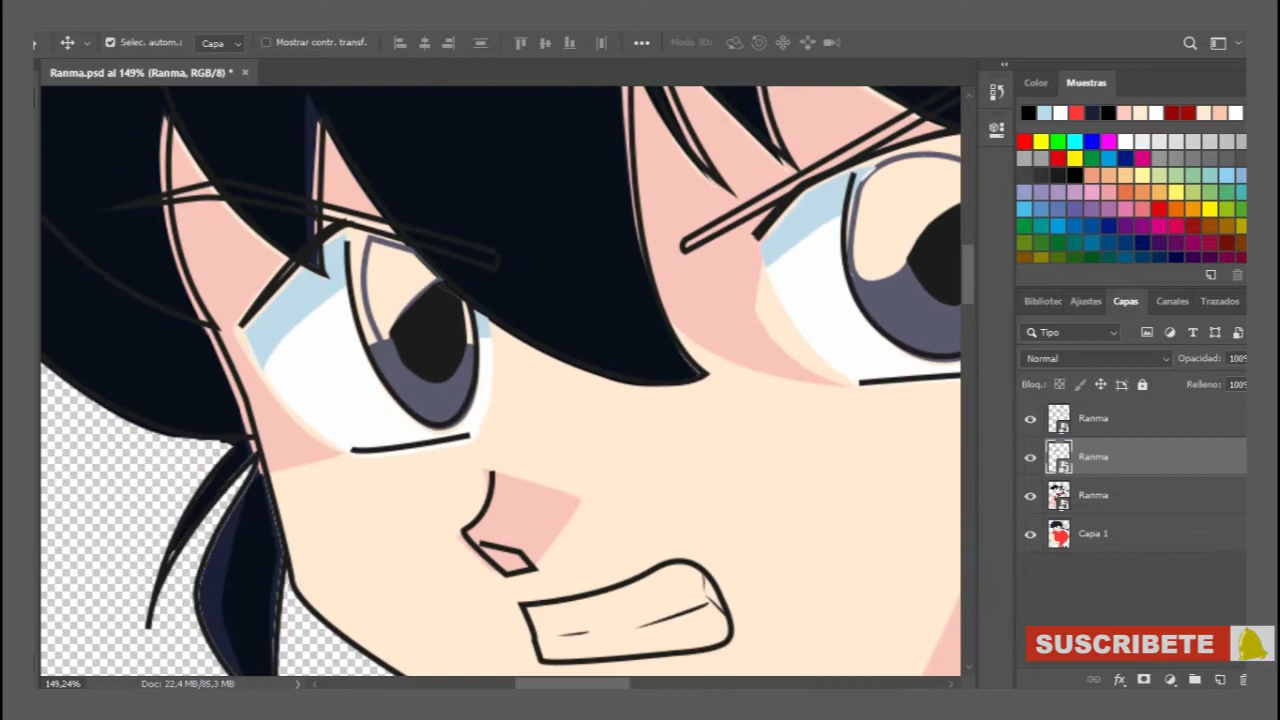 Selec. autom.: Capa Mostrar contr. transf. Modo 3D:
Ranma.psd al 149% (Ranma, RGB/8) * ×
Color Muestras
Bibliotec Ajustes Capas Canales Trazados
Tipo
Normal Opacidad: 100%
Bloq.: Relleno: 100%
Ranma
Ranma
Ranma
Capa 1
SUSCRIBETE
fx
149,24% Doc: 22,4 MB/85,3 MB